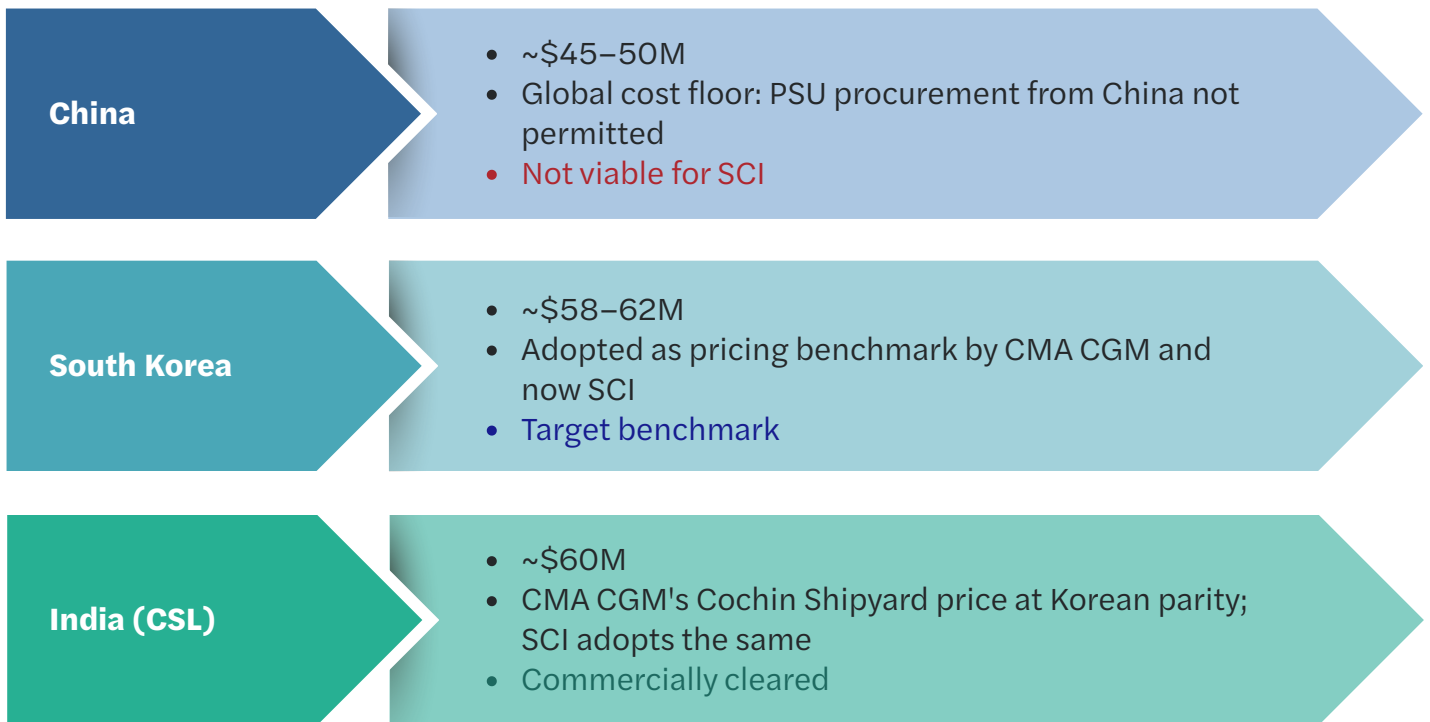 China
• ~$45–50M
• Global cost floor: PSU procurement from China not
permitted
• Not viable for SCI
South Korea
• ~$58–62M
• Adopted as pricing benchmark by CMA CGM and
now SCI
• Target benchmark
India (CSL)
• ~$60M
• CMA CGM's Cochin Shipyard price at Korean parity;
SCI adopts the same
• Commercially cleared